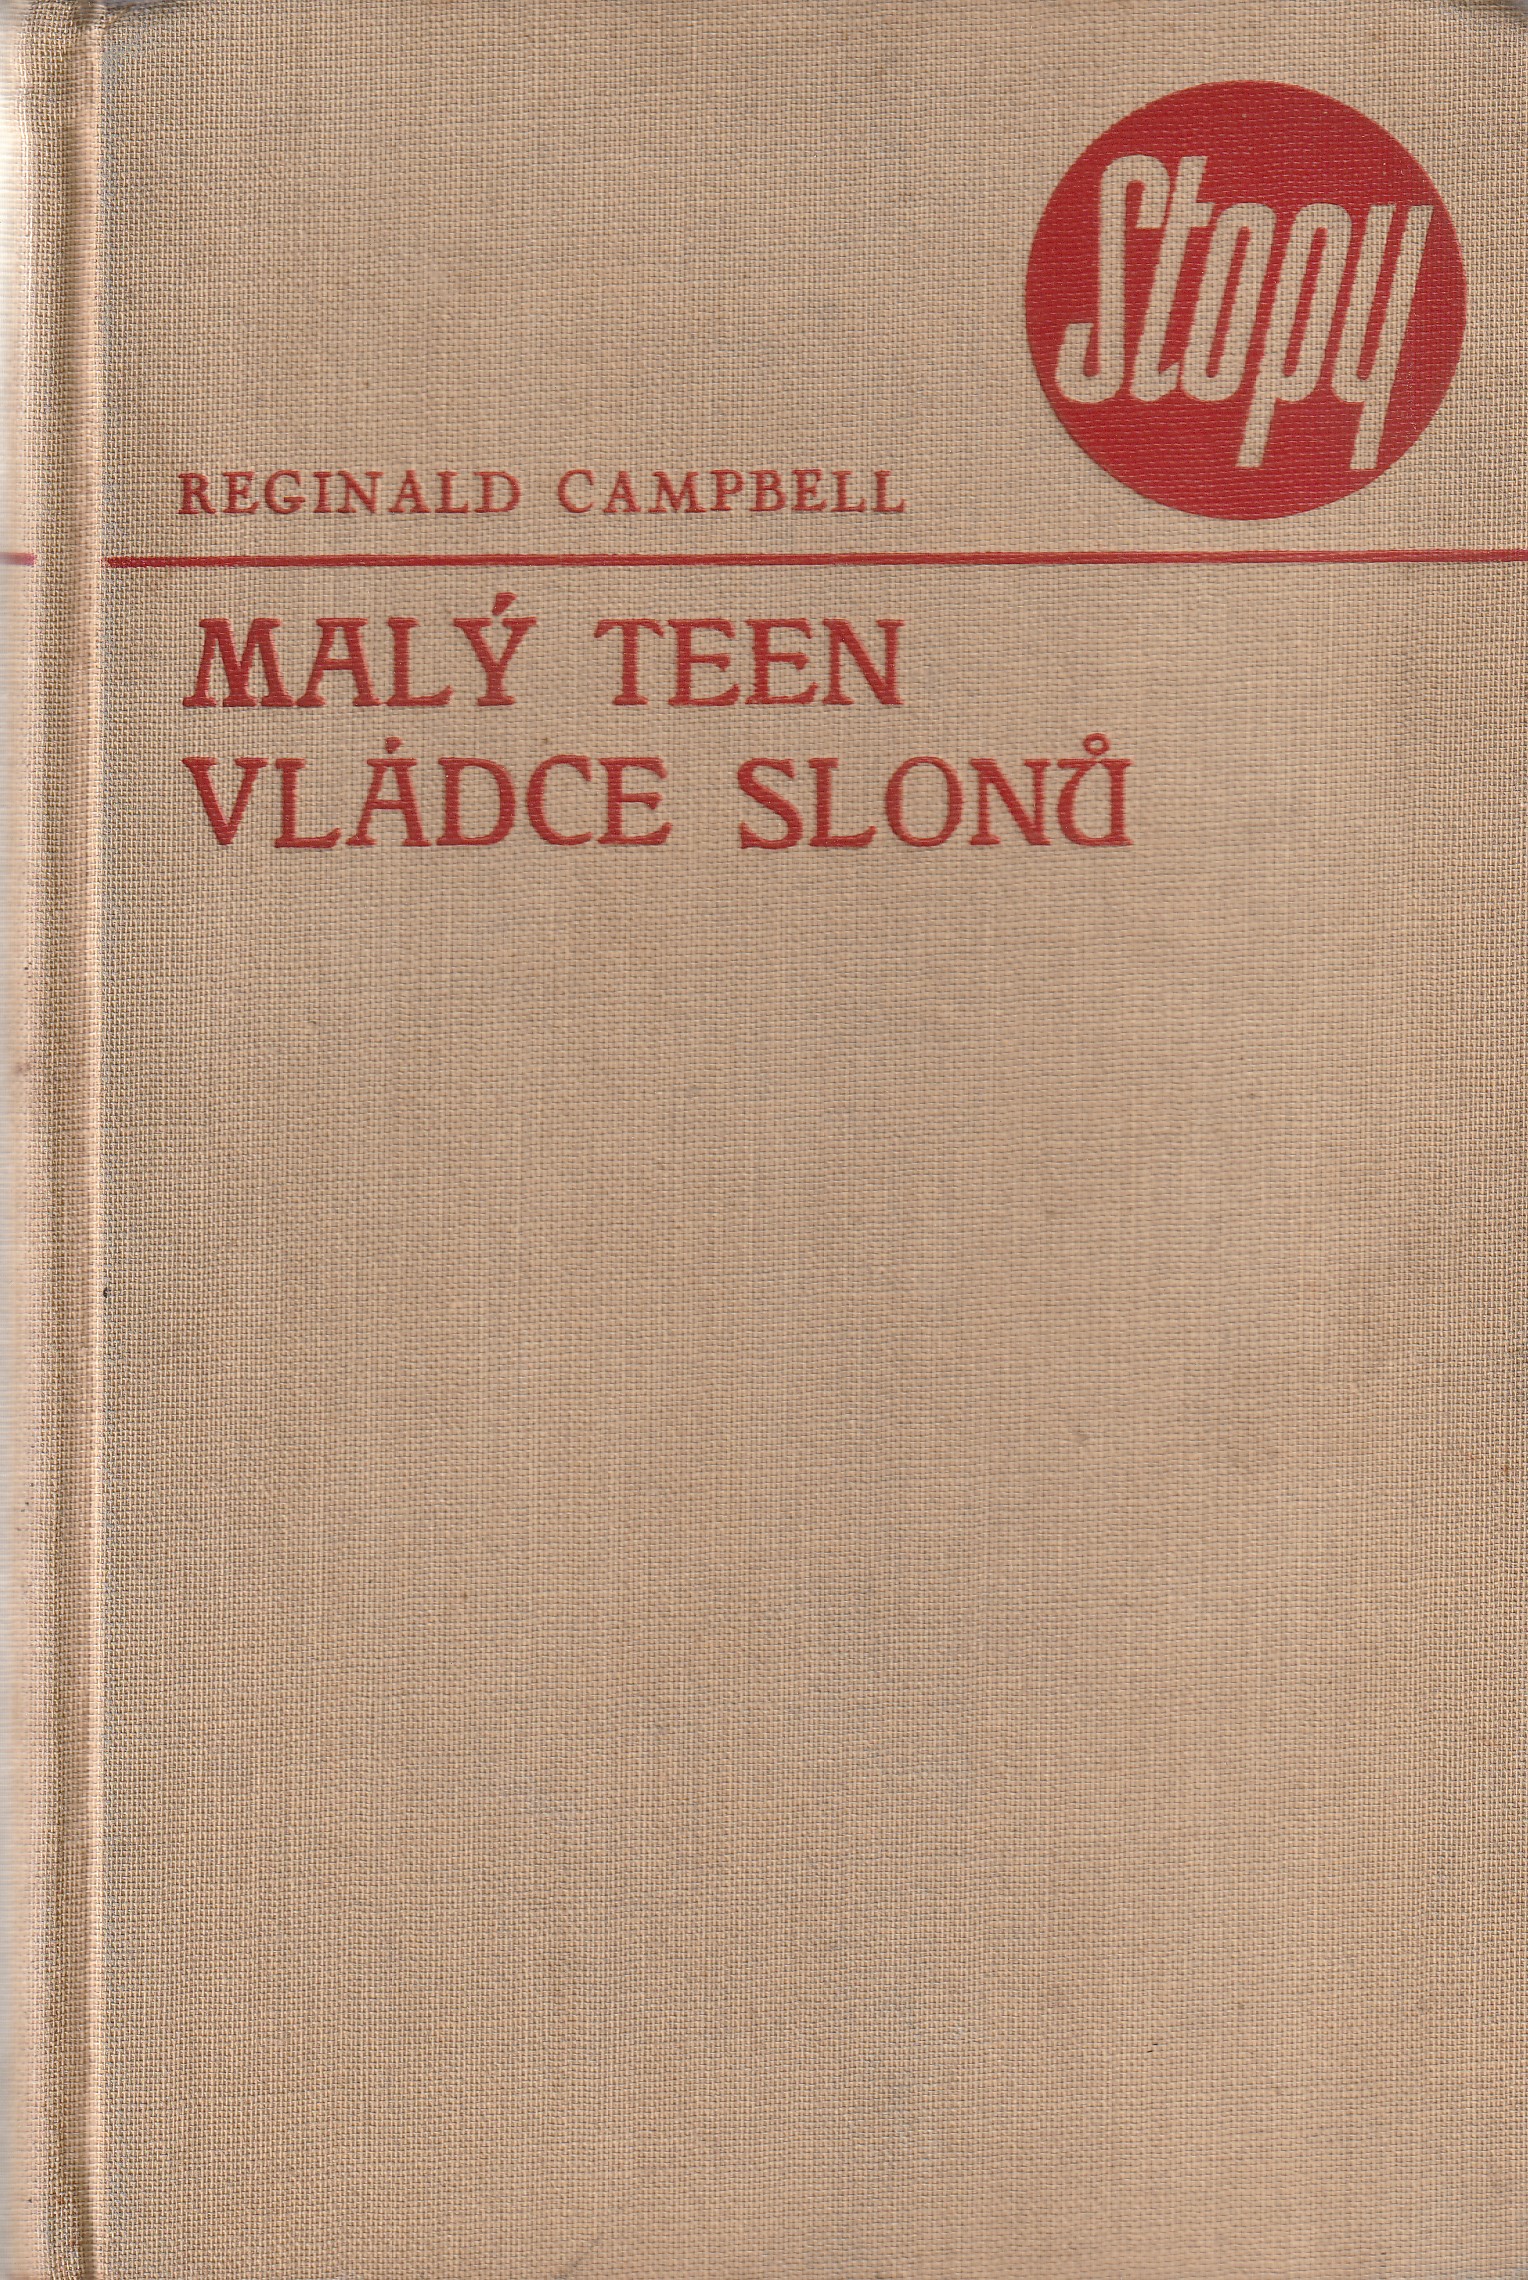 Stopy
REGINALD CAMPBELL
MALÝ TEEN
VLÁDCE SLONŮ